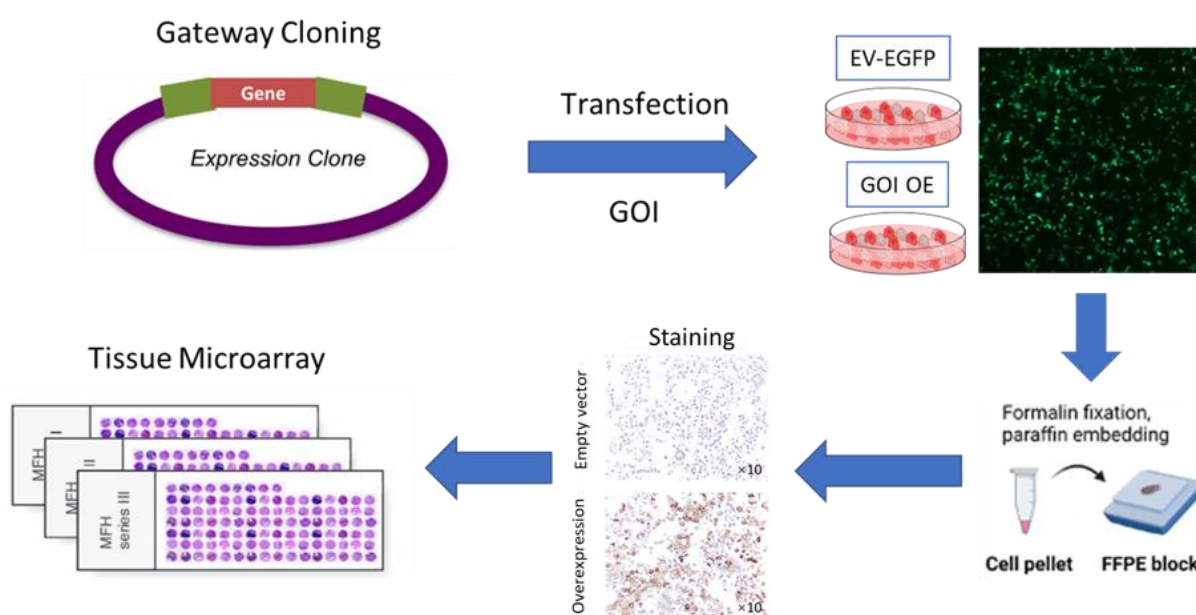 Gateway Cloning
Gene
Expression Clone
Transfection
GOI
EV-EGFP
GOI OE
Formalin fixation,
paraffin embedding
Cell pellet
FFPE block
Staining
Empty vector
×10
Overexpression
×10
Tissue Microarray
MFH
I
MFH
II
MFH
series III